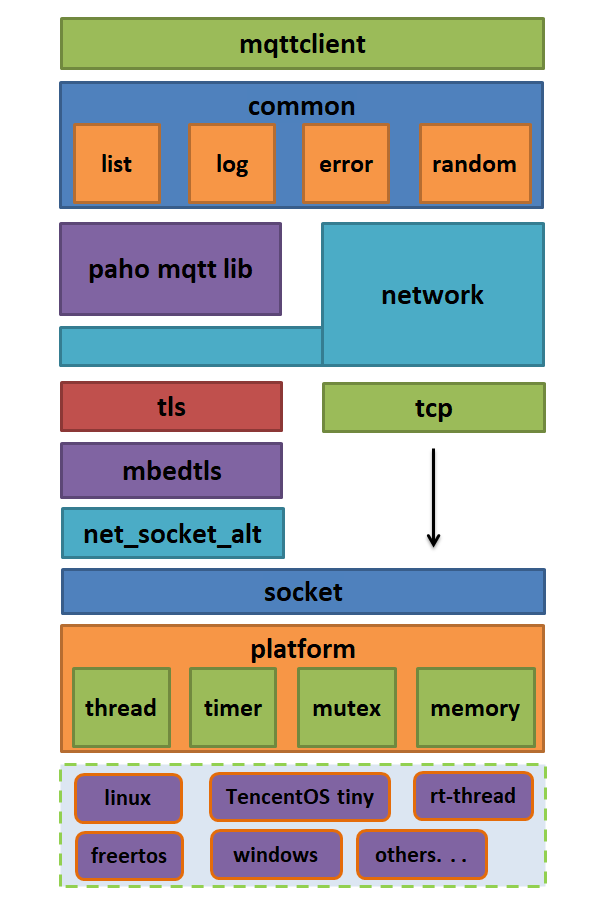 mqttclient
common
list log error random
paho mqtt lib
network
tls
tcp
mbedtls
net_socket_alt
socket
platform
thread timer mutex memory
linux TencentOS tiny rt-thread
freertos windows others. . .